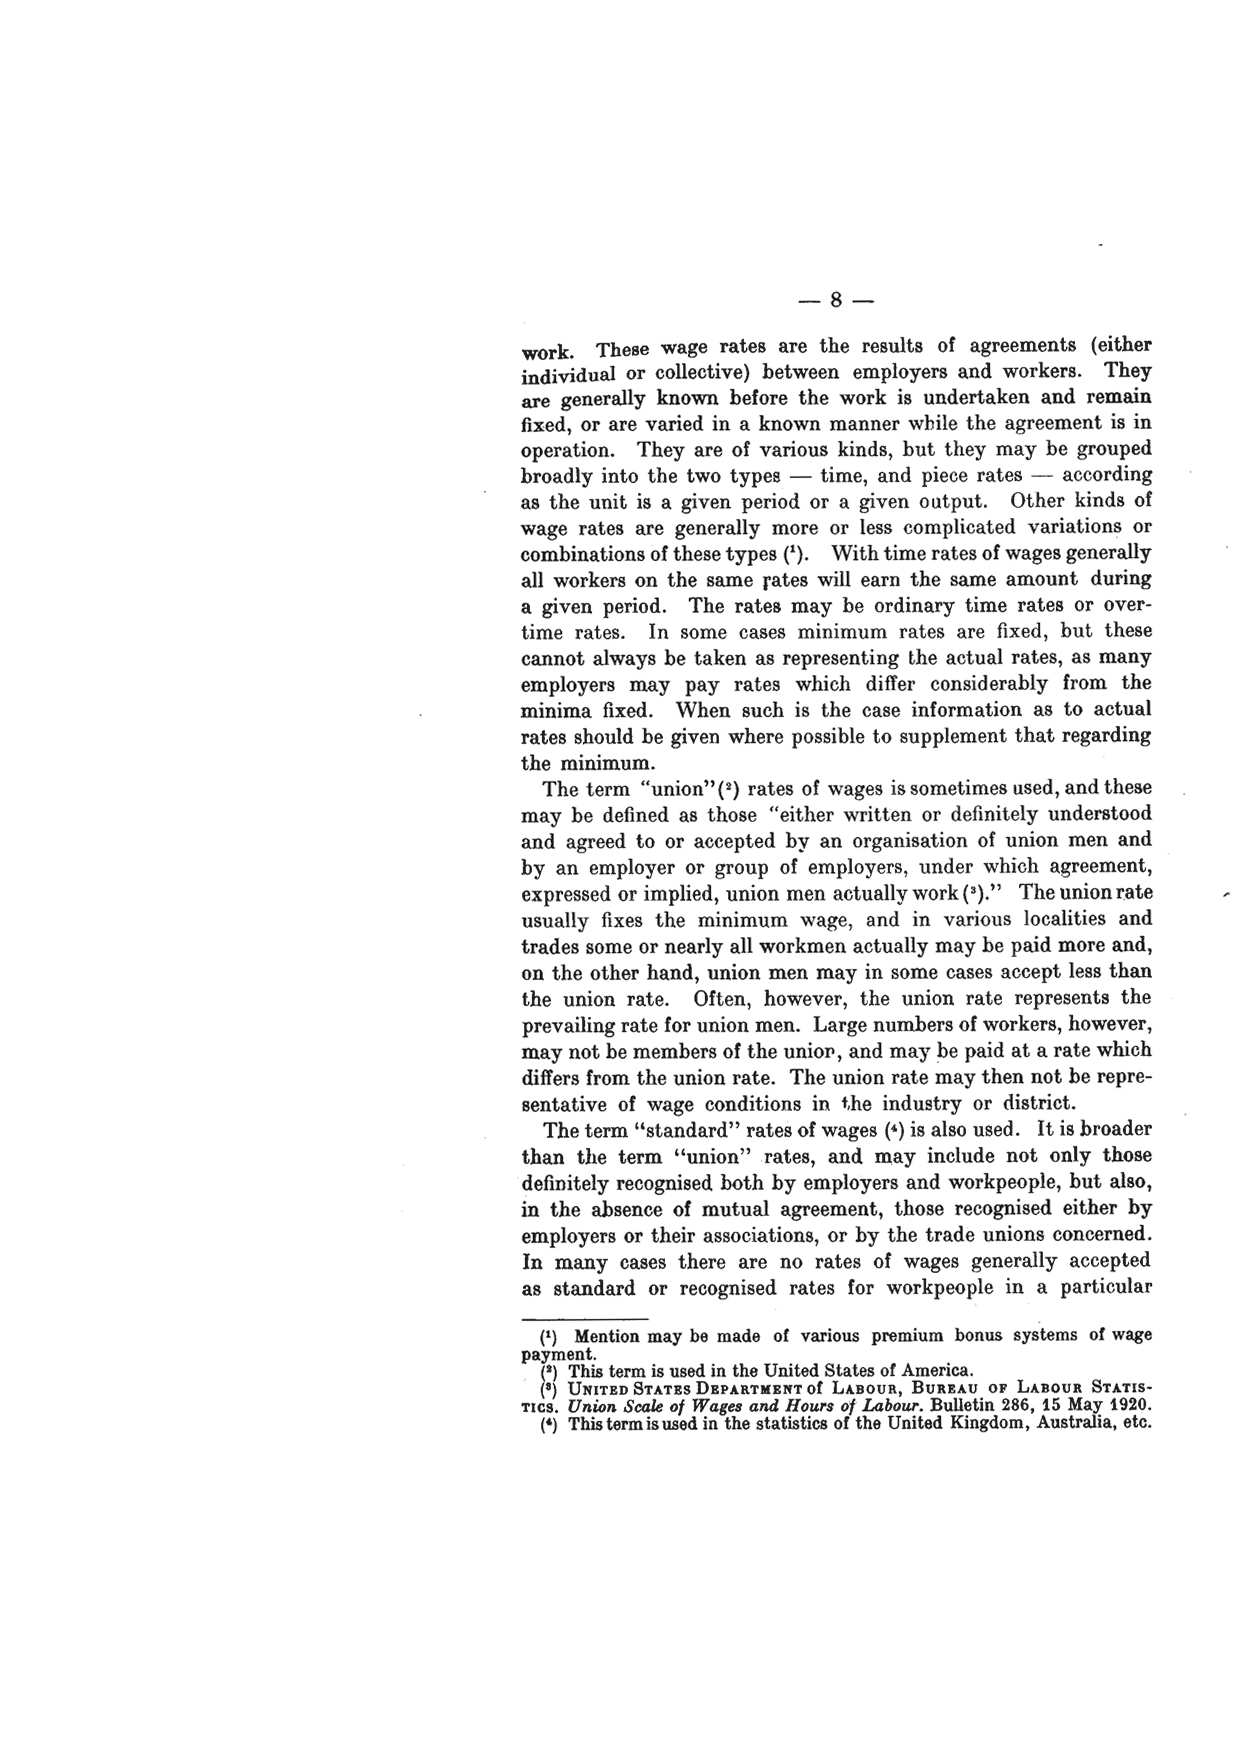 — 8 —
work. These wage rates are the results of agreements (either
individual or collective) between employers and workers. They
are generally known before the work is undertaken and remain
fixed, or are varied in a known manner while the agreement is in
operation. They are of various kinds, but they may be grouped
broadly into the two types — time, and piece rates — according
as the unit is a given period or a given output. Other kinds of
wage rates are generally more or less complicated variations or
combinations of these types (¹). With time rates of wages generally
all workers on the same rates will earn the same amount during
a given period. The rates may be ordinary time rates or over-
time rates. In some cases minimum rates are fixed, but these
cannot always be taken as representing the actual rates, as many
employers may pay rates which differ considerably from the
minima fixed. When such is the case information as to actual
rates should be given where possible to supplement that regarding
the minimum.
The term “union”(²) rates of wages is sometimes used, and these
may be defined as those “either written or definitely understood
and agreed to or accepted by an organisation of union men and
by an employer or group of employers, under which agreement,
expressed or implied, union men actually work (³).” The union rate
usually fixes the minimum wage, and in various localities and
trades some or nearly all workmen actually may be paid more and,
on the other hand, union men may in some cases accept less than
the union rate. Often, however, the union rate represents the
prevailing rate for union men. Large numbers of workers, however,
may not be members of the union, and may be paid at a rate which
differs from the union rate. The union rate may then not be repre-
sentative of wage conditions in the industry or district.
The term “standard” rates of wages (⁴) is also used. It is broader
than the term “union” rates, and may include not only those
definitely recognised both by employers and workpeople, but also,
in the absence of mutual agreement, those recognised either by
employers or their associations, or by the trade unions concerned.
In many cases there are no rates of wages generally accepted
as standard or recognised rates for workpeople in a particular
(¹) Mention may be made of various premium bonus systems of wage
payment.
(²) This term is used in the United States of America.
(³) UNITED STATES DEPARTMENT of LABOUR, BUREAU OF LABOUR STATIS-
TICS. Union Scale of Wages and Hours of Labour. Bulletin 286, 15 May 1920.
(⁴) This term is used in the statistics of the United Kingdom, Australia, etc.